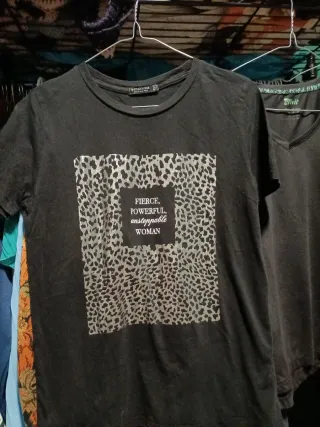 FIERCE,
POWERFUL,
unstoppable
WOMAN